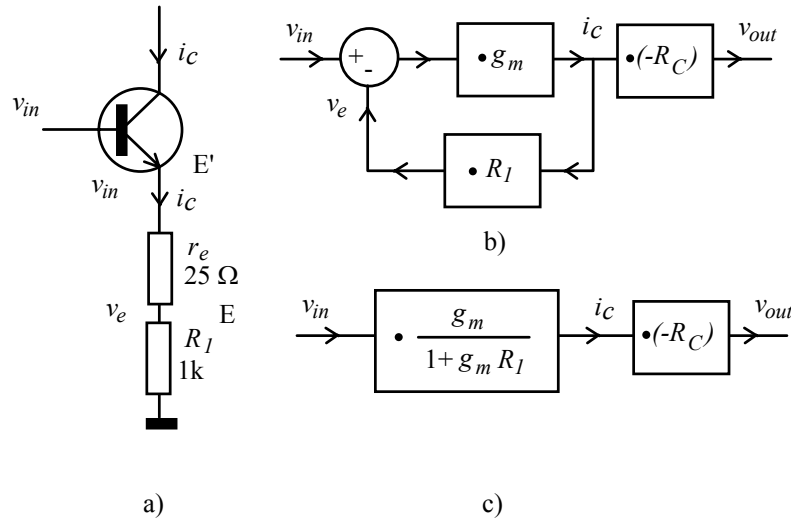 i_c
v_in
v_in
E'
i_c
r_e
25 Ω
v_e
E
R_1
1k
a)
v_in
+
-
• g_m
i_c
•(-R_C)
v_out
v_e
• R_1
b)
v_in
• g_m / 1+ g_m R_1
i_c
•(-R_C)
v_out
c)